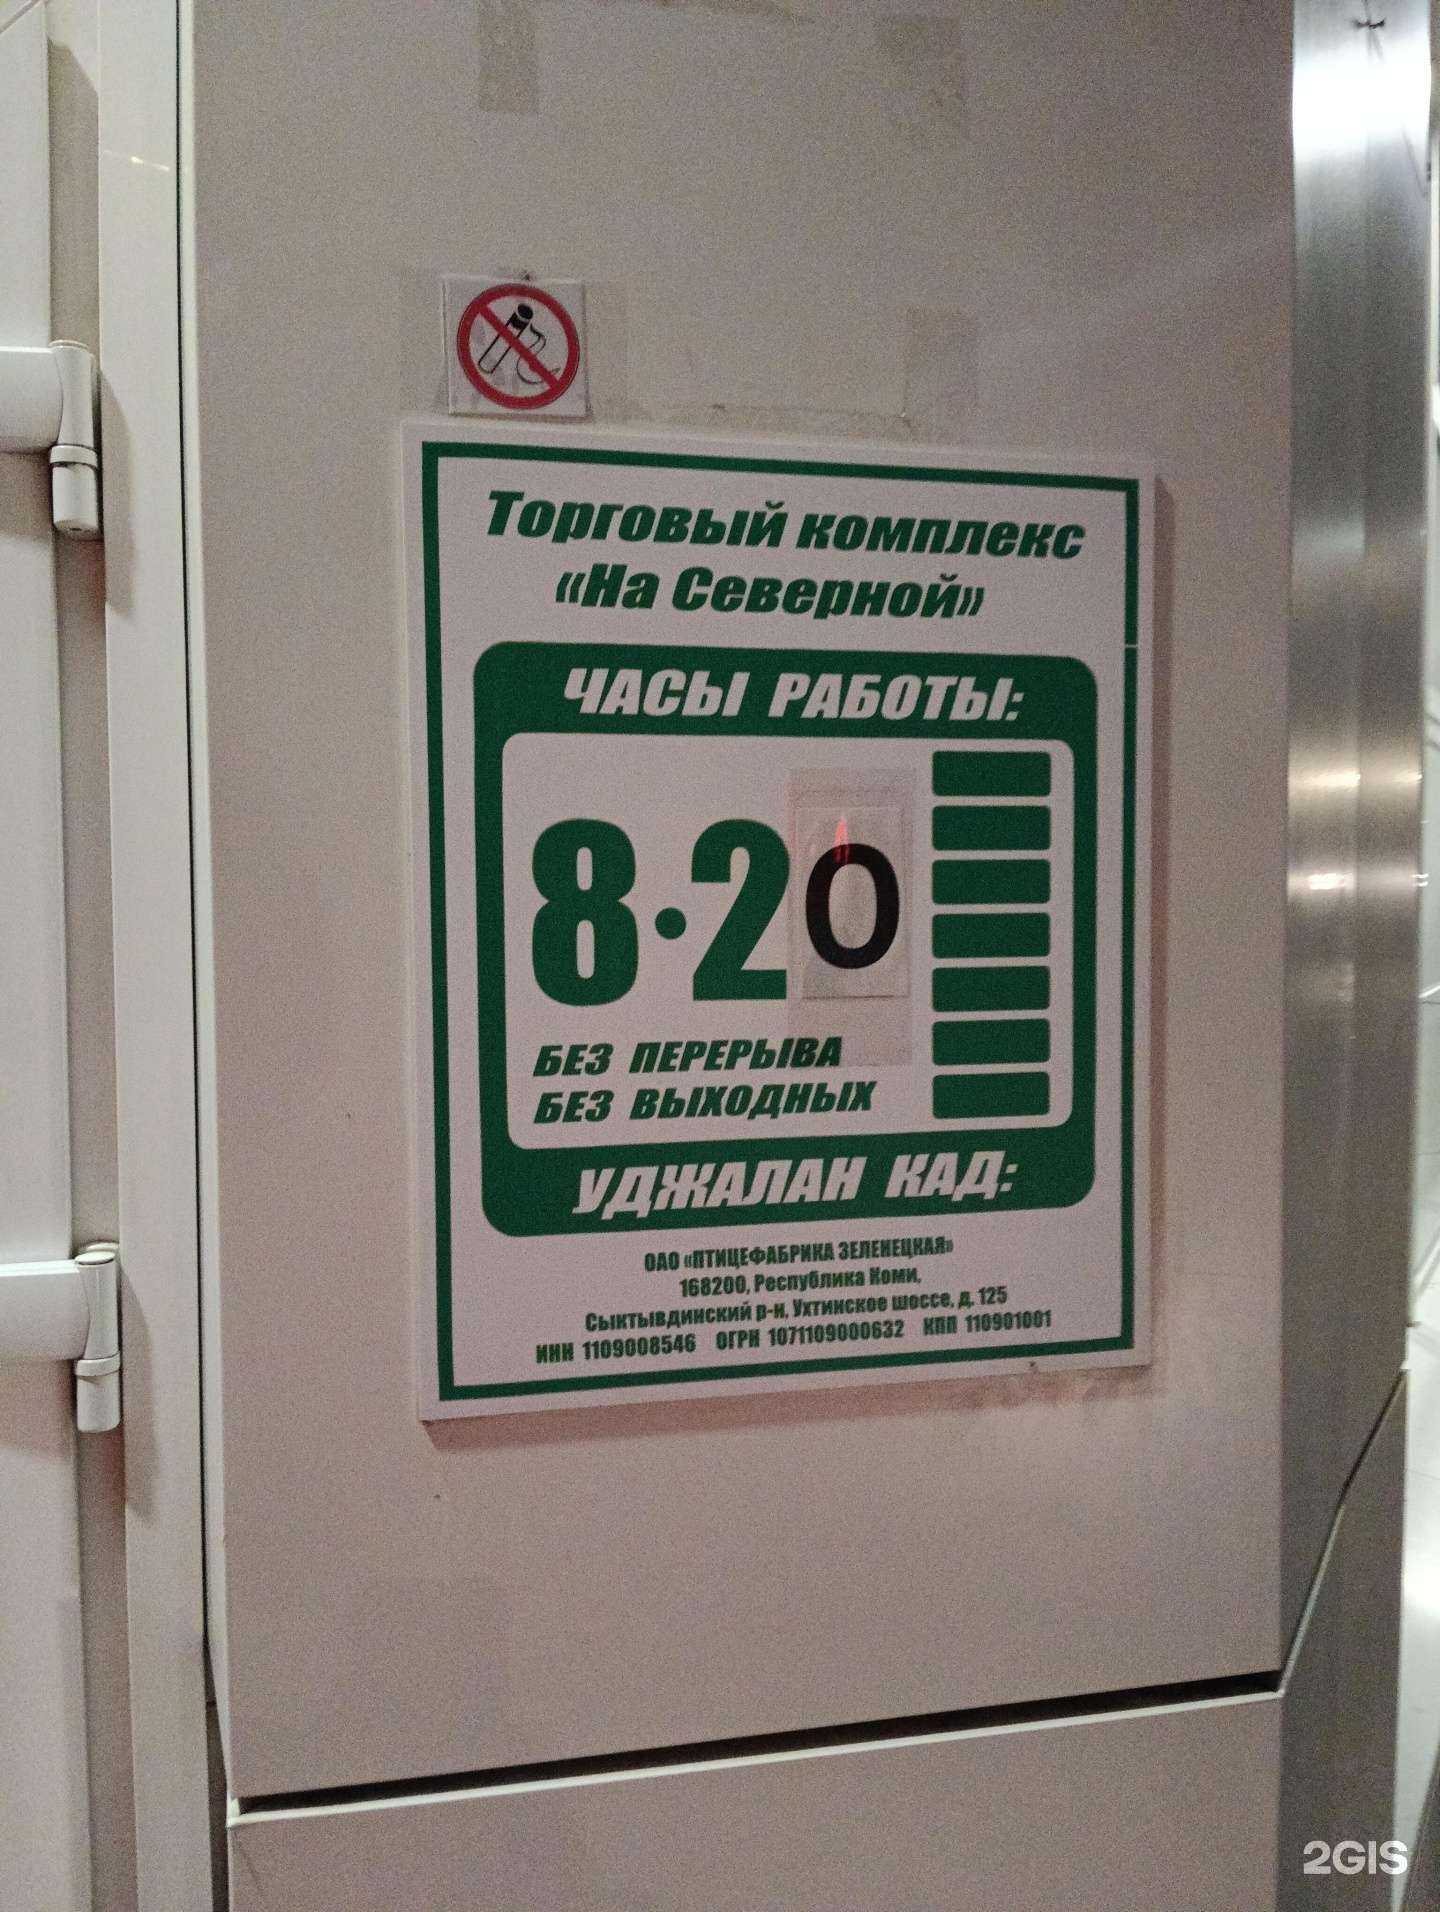 Торговый комплекс
«На Северной»
ЧАСЫ РАБОТЫ:
8·20
БЕЗ ПЕРЕРЫВА
БЕЗ ВЫХОДНЫХ
УДЖАЛАН КАД:
ОАО «ПТИЦЕФАБРИКА ЗЕЛЕНЕЦКАЯ»
168200, Республика Коми,
Сыктывдинский р-н, Ухтинское шоссе, д. 125
ИНН 1109008546 ОГРН 1071109000632 КПП 110901001
2GIS